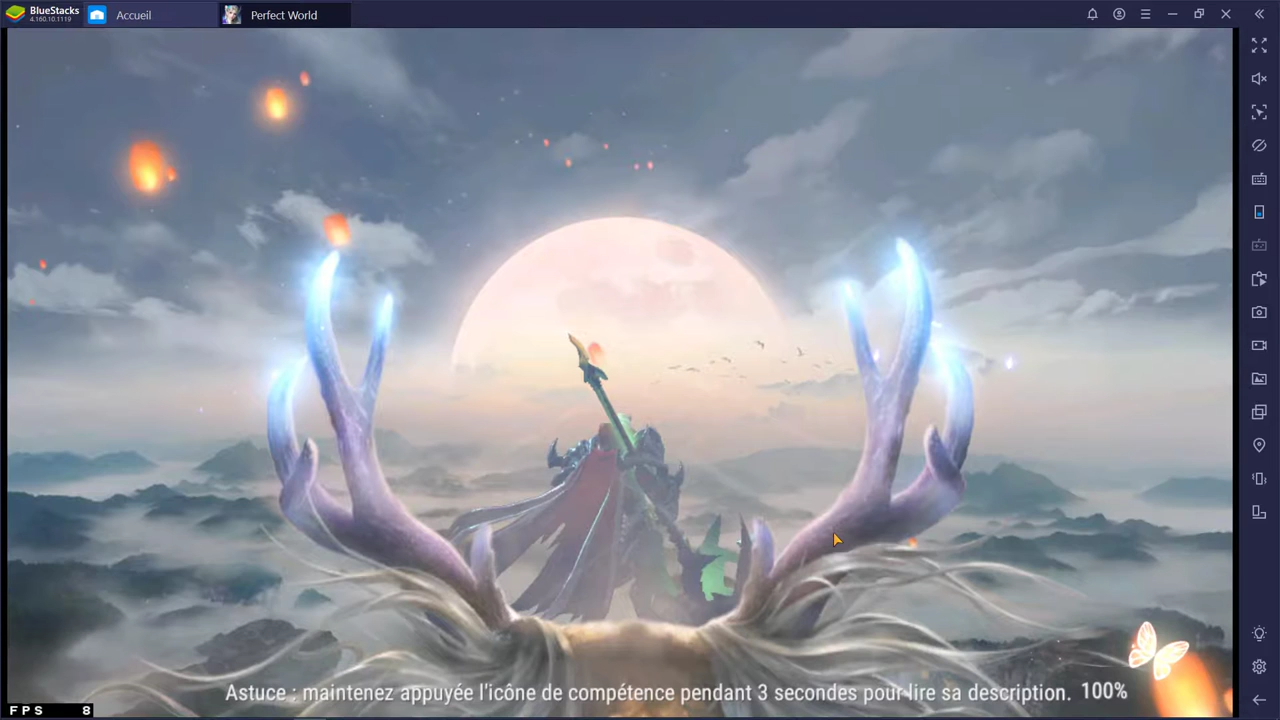 BlueStacks
4.160.10.1119
Accueil
Perfect World
Astuce : maintenez appuyée l'icône de compétence pendant 3 secondes pour lire sa description. 100%
FPS 8